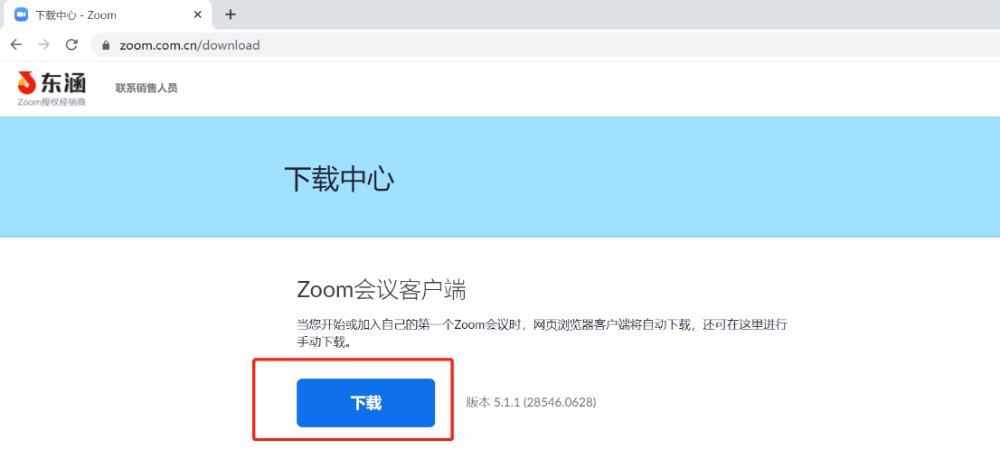 下载中心 - Zoom
zoom.com.cn/download
东涵
Zoom授权经销商
联系销售人员
下载中心
Zoom会议客户端
当您开始或加入自己的第一个Zoom会议时，网页浏览器客户端将自动下载，还可在这里进行
手动下载。
下载
版本 5.1.1 (28546.0628)